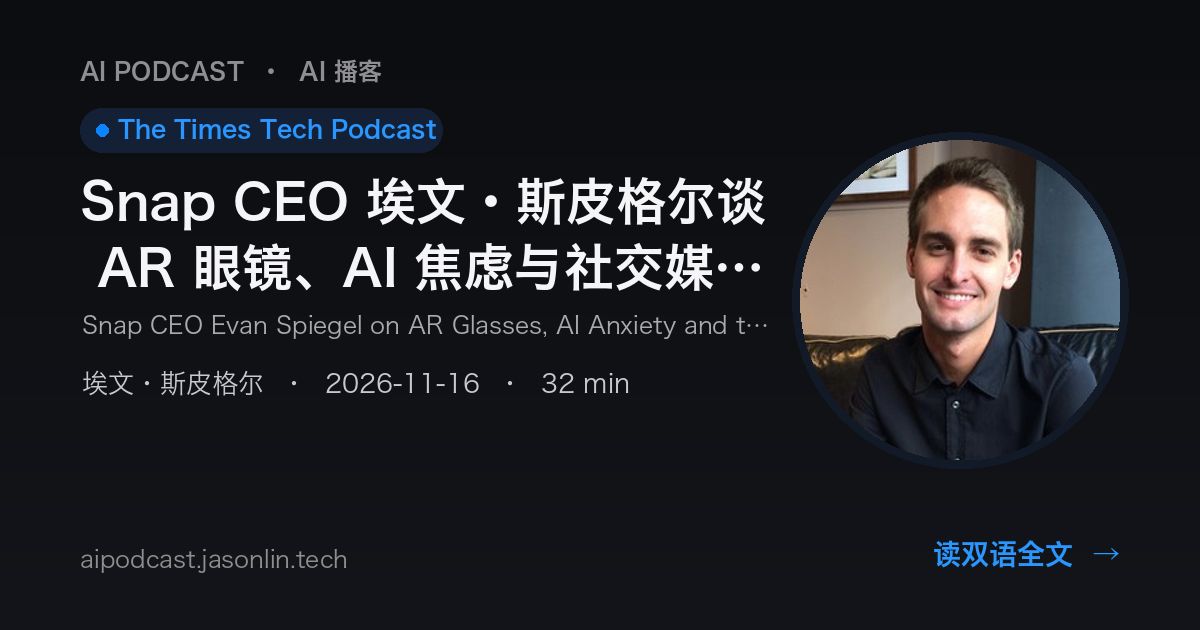 AI PODCAST · AI 播客
The Times Tech Podcast
Snap CEO 埃文·斯皮格尔谈
AR 眼镜、AI 焦虑与社交媒…
Snap CEO Evan Spiegel on AR Glasses, AI Anxiety and t…
埃文·斯皮格尔 · 2026-11-16 · 32 min
aipodcast.jasonlin.tech
读双语全文 →